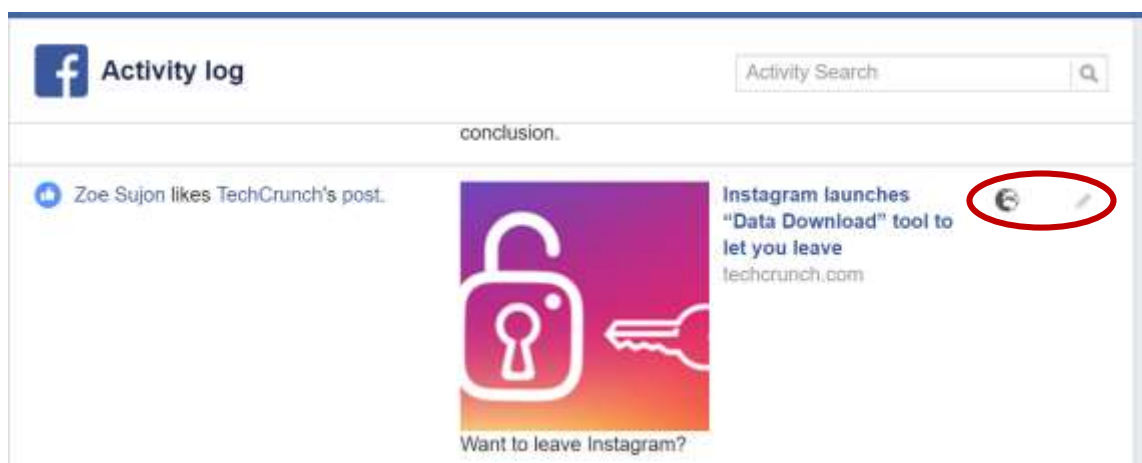 f
Activity log
Activity Search
conclusion.
Zoe Sujon likes TechCrunch's post.
Instagram launches
“Data Download” tool to
let you leave
techcrunch.com
Want to leave Instagram?